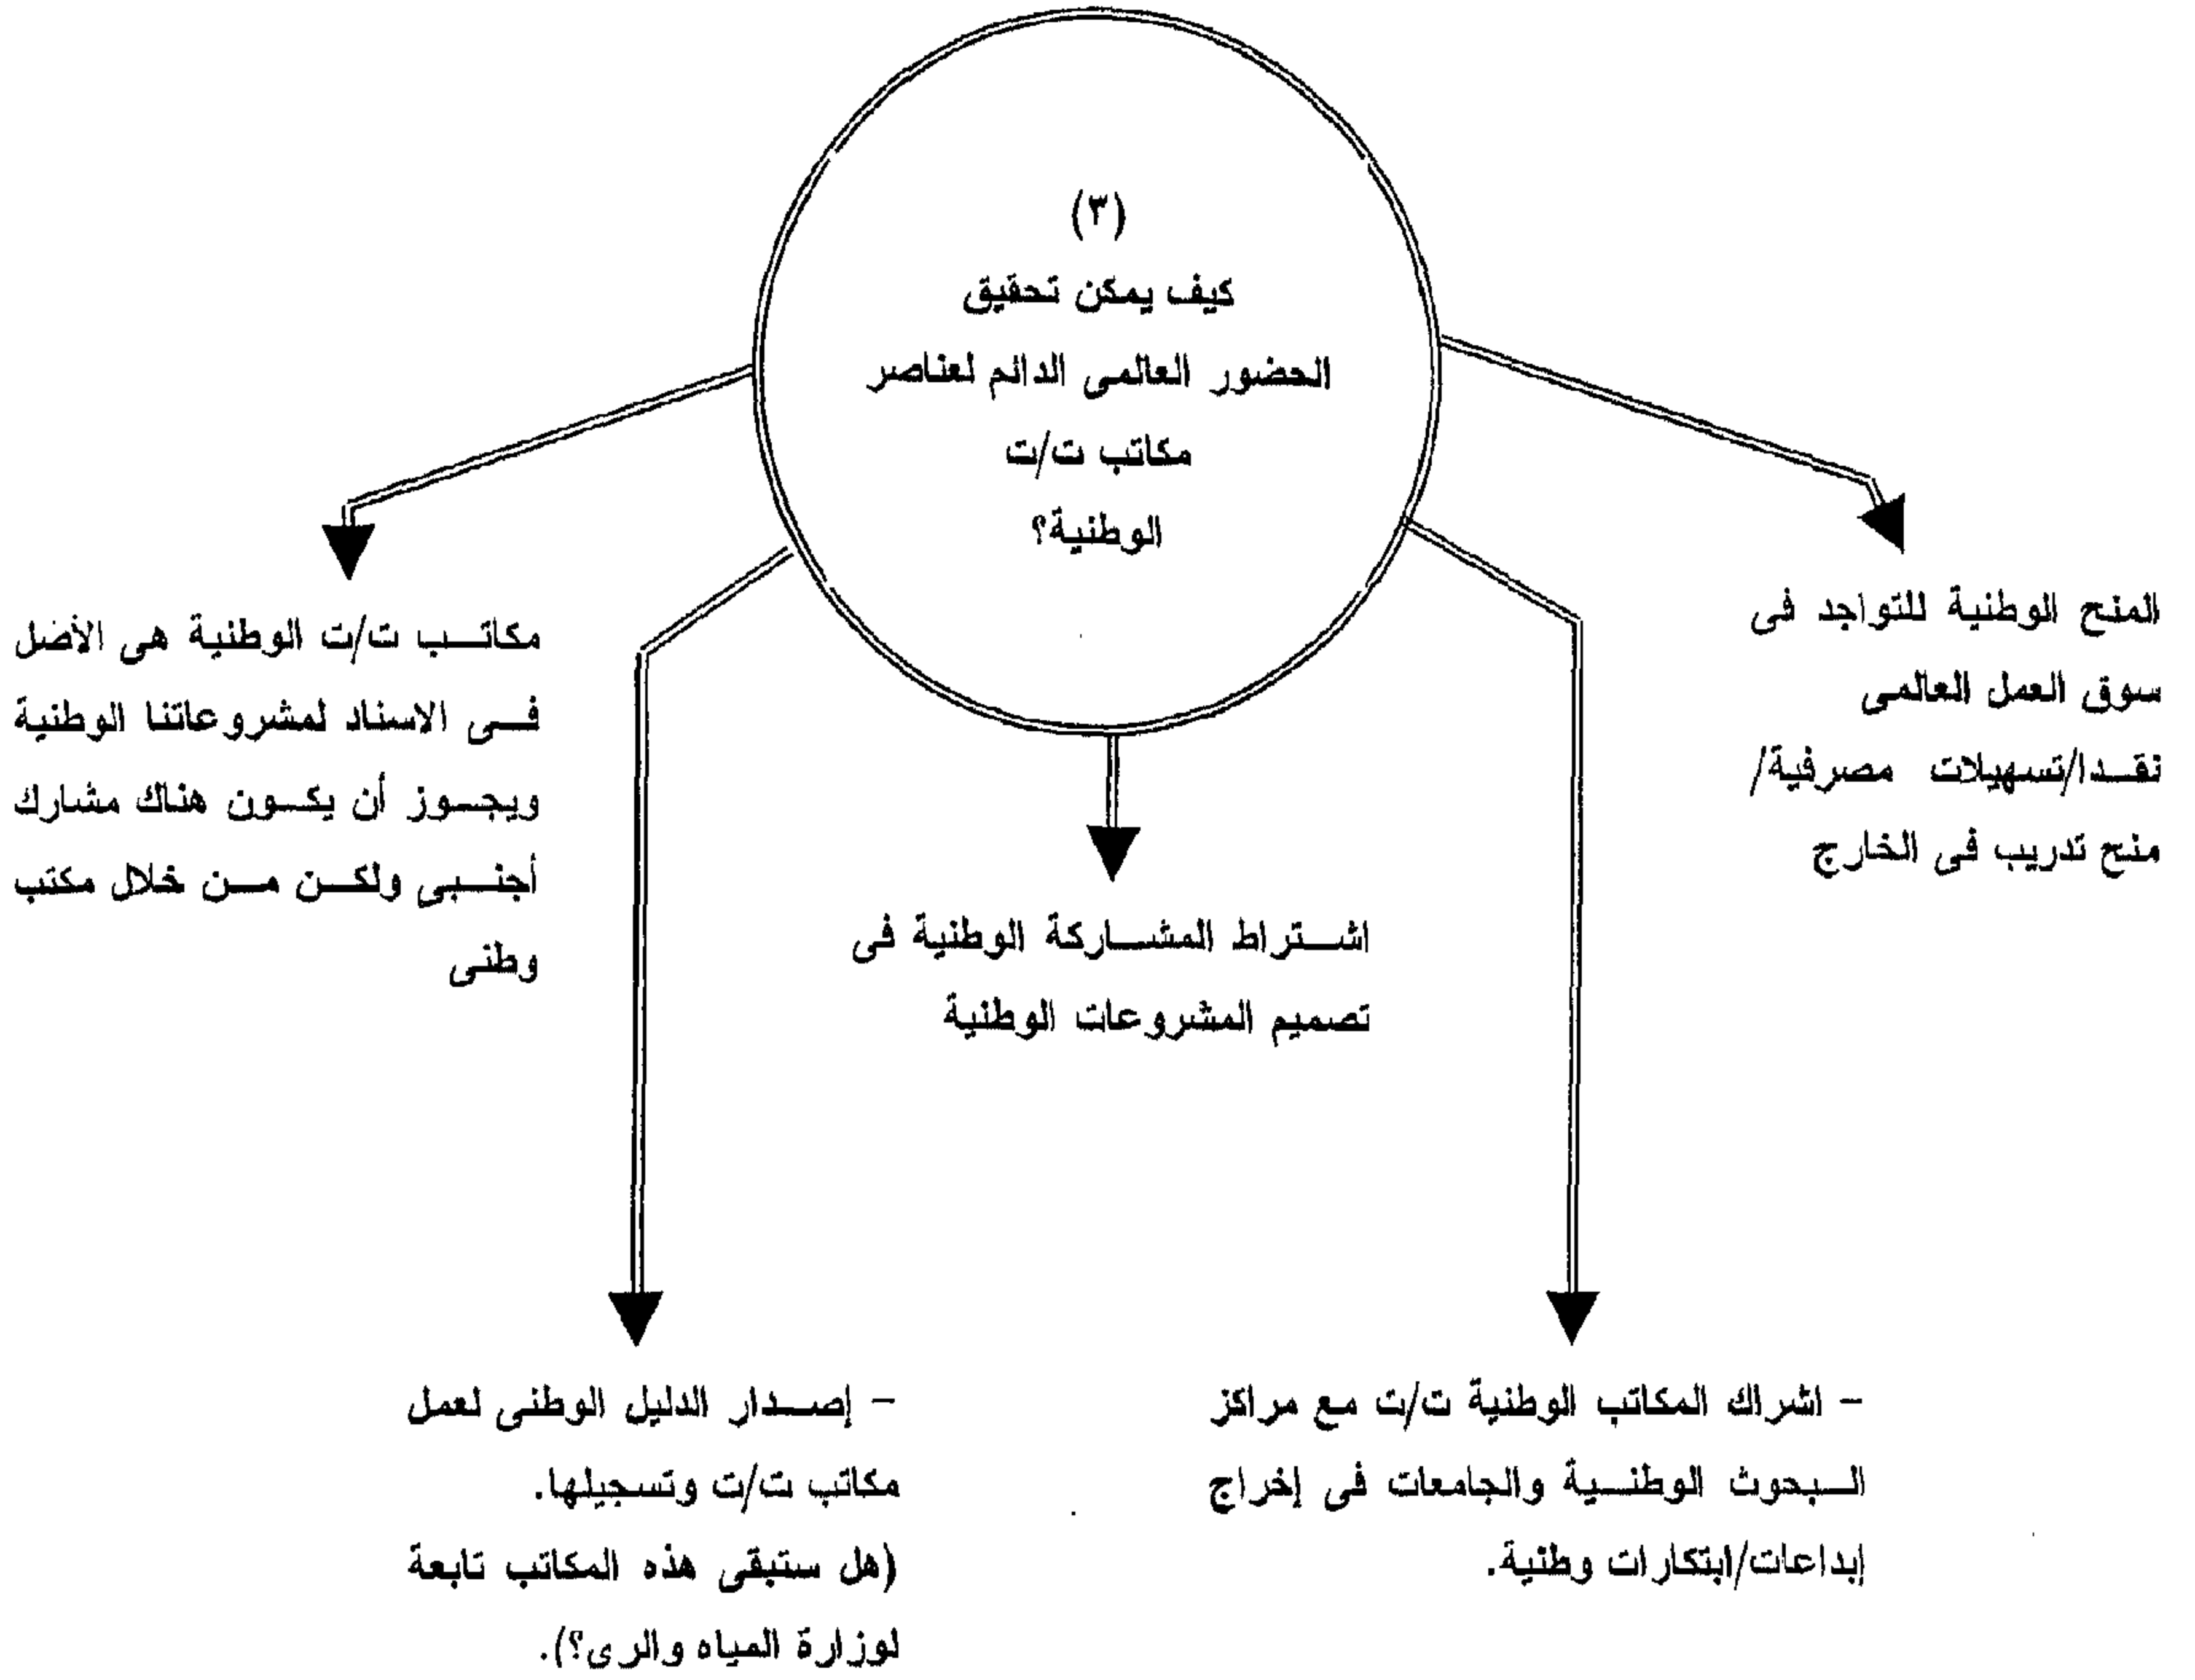 (٣)
كيف يمكن تحقيق
الحضور العالمى الدائم لعناصر
مكاتب ت/ت
الوطنية؟
المنح الوطنية للتواجد فى
سوق العمل العالمى
نقدا/تسهيلات مصرفية/
منح تدريب فى الخارج
مكاتب ت/ت الوطنية هى الأضل
فى الاسناد لمشروعاتنا الوطنية
ويجوز أن يكون هناك مشارك
أجنبى ولكن من خلال مكتب
وطنى
اشتراط المشاركة الوطنية فى
تصميم المشروعات الوطنية
– اشراك المكاتب الوطنية ت/ت مع مراكز
البحوث الوطنية والجامعات فى إخراج
إبداعات/ابتكارات وطنية.
– إصدار الدليل الوطنى لعمل
مكاتب ت/ت وتسجيلها.
(هل ستبقى هذه المكاتب تابعة
لوزارة المياه والرى؟).